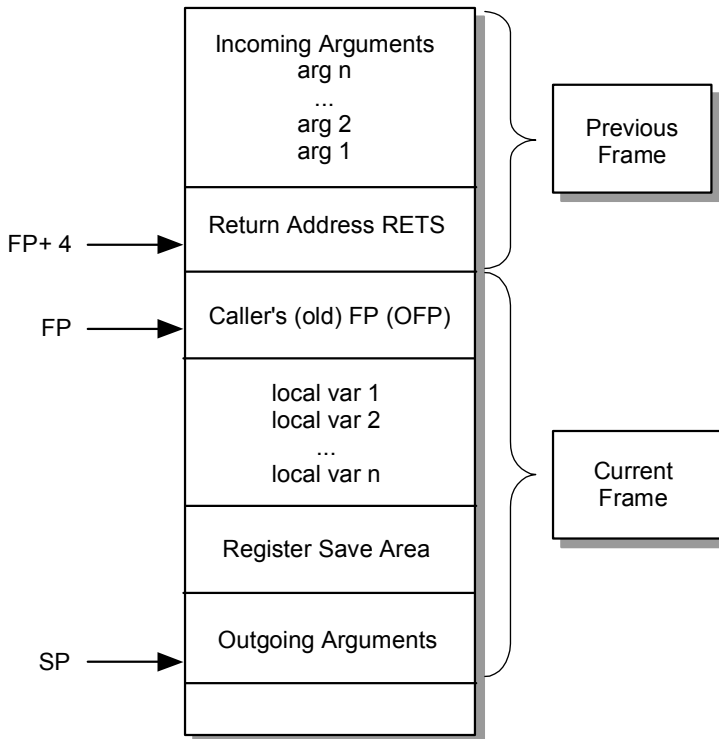 Incoming Arguments
arg n
...
arg 2
arg 1
Previous
Frame
Return Address RETS
FP+ 4
Caller's (old) FP (OFP)
FP
local var 1
local var 2
...
local var n
Current
Frame
Register Save Area
Outgoing Arguments
SP